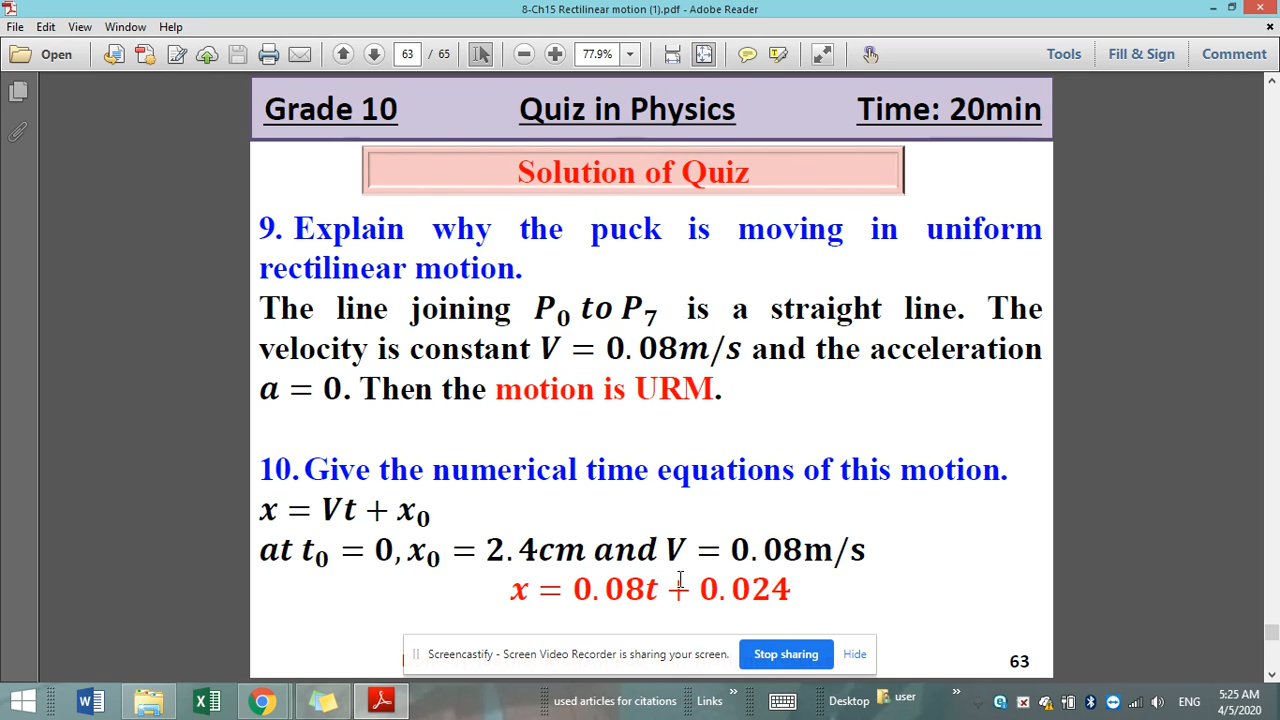 8-Ch15 Rectilinear motion (1).pdf - Adobe Reader
File Edit View Window Help
Open 63 / 65 77.9% Tools Fill & Sign Comment
Grade 10 Quiz in Physics Time: 20min
Solution of Quiz
9. Explain why the puck is moving in uniform
rectilinear motion.
The line joining P₀ to P₇ is a straight line. The
velocity is constant V = 0.08m/s and the acceleration
a = 0. Then the motion is URM.
10. Give the numerical time equations of this motion.
x = Vt + x₀
at t₀ = 0, x₀ = 2.4cm and V = 0.08m/s
x = 0.08t + 0.024
Screencastify - Screen Video Recorder is sharing your screen. Stop sharing Hide
63
used articles for citations Links » Desktop user » ENG 5:25 AM
4/5/2020